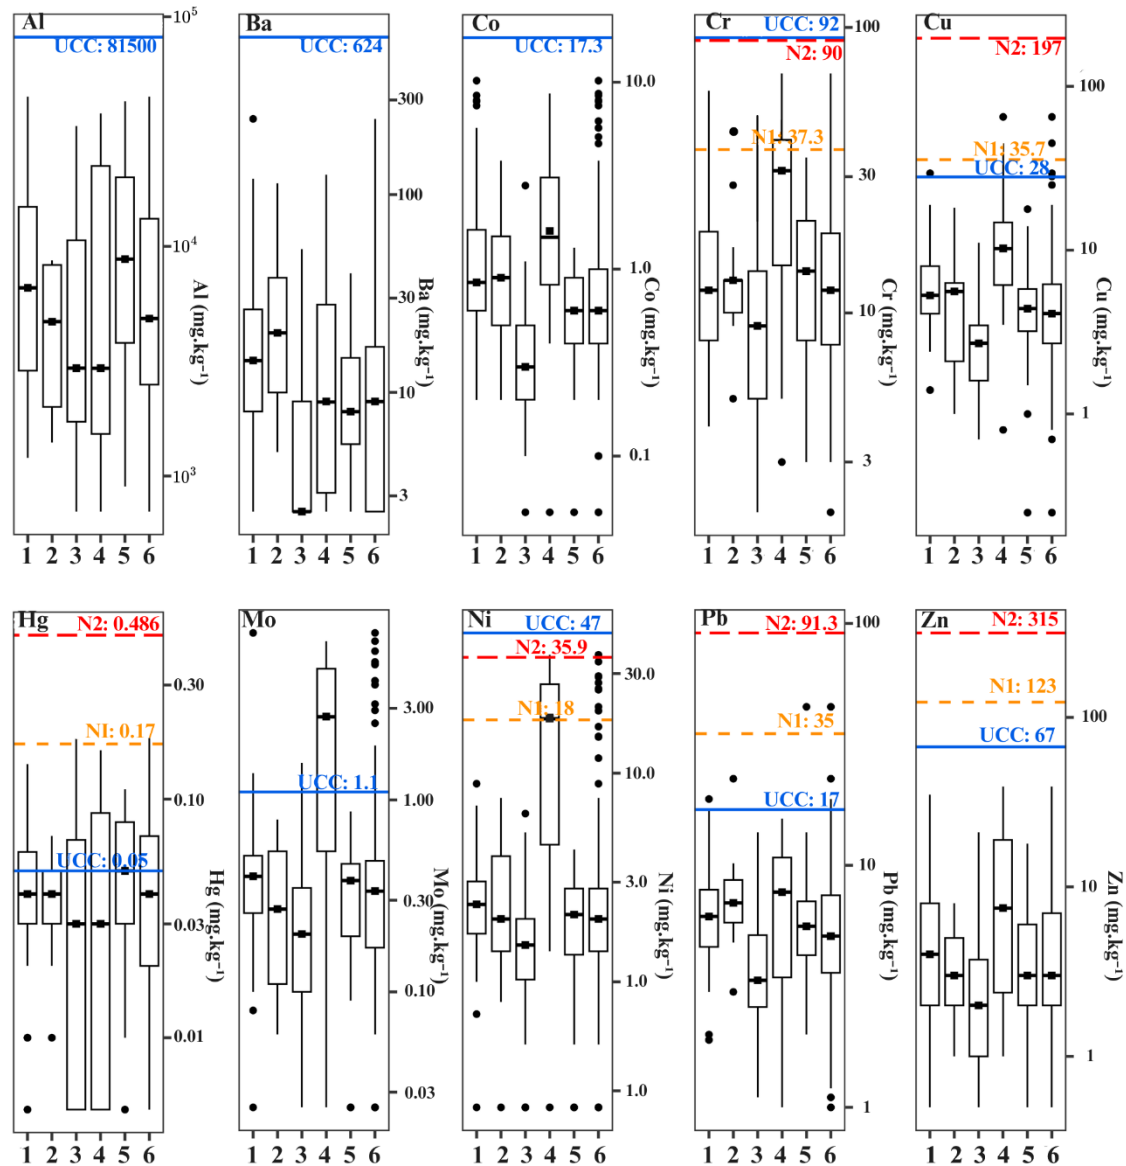 Al
10⁵
UCC: 81500
10⁴
10³
Al (mg.kg⁻¹)
1 2 3 4 5 6
Ba
UCC: 624
300
100
30
10
3
Ba (mg.kg⁻¹)
1 2 3 4 5 6
Co
UCC: 17.3
10.0
1.0
0.1
Co (mg.kg⁻¹)
1 2 3 4 5 6
Cr
UCC: 92
N2: 90
N1: 37.3
100
30
10
3
Cr (mg.kg⁻¹)
1 2 3 4 5 6
Cu
N2: 197
N1: 35.7
UCC: 28
100
10
1
Cu (mg.kg⁻¹)
1 2 3 4 5 6
Hg
N2: 0.486
NI: 0.17
UCC: 0.05
0.30
0.10
0.03
0.01
Hg (mg.kg⁻¹)
1 2 3 4 5 6
Mo
UCC: 1.1
3.00
1.00
0.30
0.10
0.03
Mo (mg.kg⁻¹)
1 2 3 4 5 6
Ni
UCC: 47
N2: 35.9
N1: 18
30.0
10.0
3.0
1.0
1.0
Ni (mg.kg⁻¹)
1 2 3 4 5 6
Pb
N2: 91.3
N1: 35
UCC: 17
100
10
1
Pb (mg.kg⁻¹)
1 2 3 4 5 6
Zn
N2: 315
N1: 123
UCC: 67
100
10
1
Zn (mg.kg⁻¹)
1 2 3 4 5 6